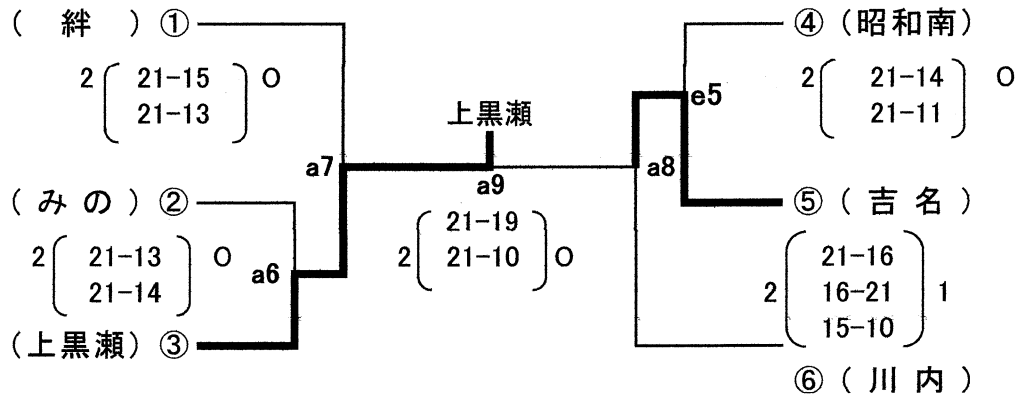 ( 絆 ) ①
2 ( 21-15 ) 0
21-13
a7
( みの ) ②
2 ( 21-13 ) 0
21-14
a6
(上黒瀬) ③
上黒瀬
a9
21-19
2 ( 21-10 ) 0
④ (昭和南)
2 ( 21-14 ) 0
21-11
e5
a8
⑤ ( 吉名 )
21-16
2 ( 16-21 ) 1
15-10
⑥ ( 川内 )